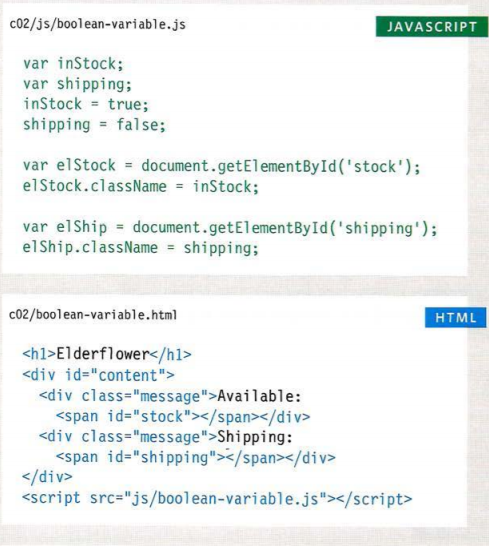 c02/js/boolean-variable.js JAVASCRIPT
var inStock;
var shipping;
inStock = true;
shipping = false;
var elStock = document.getElementById('stock');
elStock.className = inStock;
var elShip = document.getElementById('shipping');
elShip.className = shipping;
c02/boolean-variable.html HTML
<h1>Elderflower</h1>
<div id="content">
<div class="message">Available:
<span id="stock"></span></div>
<div class="message">Shipping:
<span id="shipping"></span></div>
</div>
<script src="js/boolean-variable.js"></script>